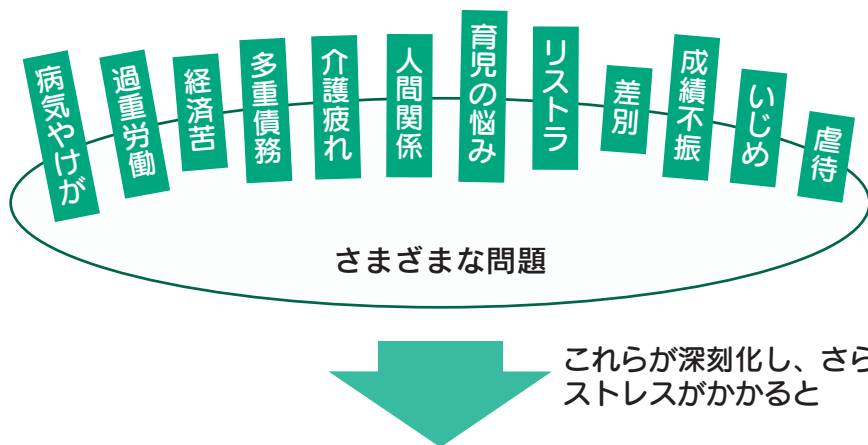 病気やけが
過重労働
経済苦
多重債務
介護疲れ
人間関係
育児の悩み
リストラ
差別
成績不振
いじめ
虐待
さまざまな問題
これらが深刻化し、さら
ストレスがかかると